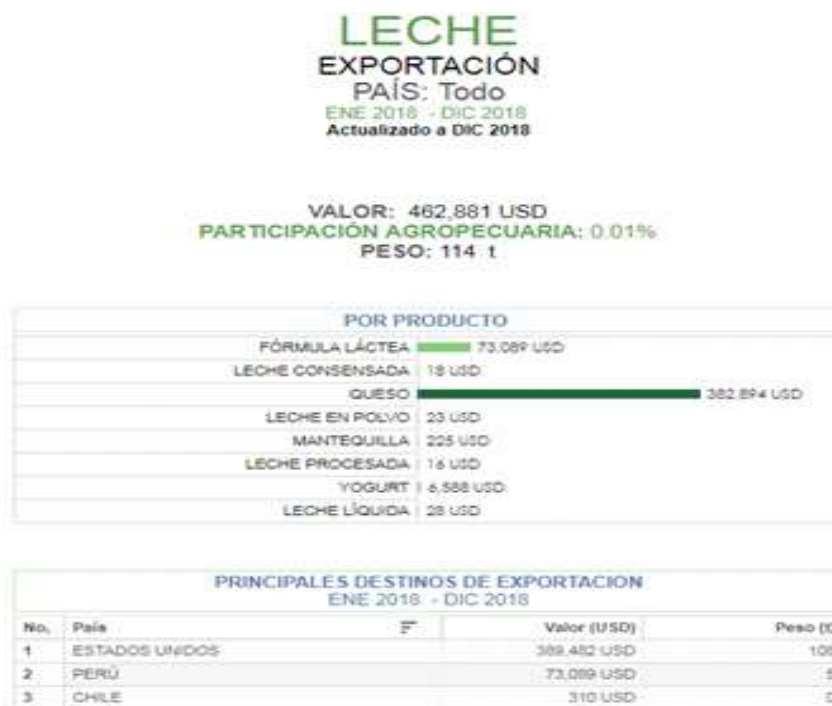 LECHE
EXPORTACIÓN
PAÍS: Todo
ENE 2018 - DIC 2018
Actualizado a DIC 2018
VALOR: 462,881 USD
PARTICIPACIÓN AGROPECUARIA: 0.01%
PESO: 114 t
POR PRODUCTO
FÓRMULA LÁCTEA 73,089 USD
LECHE CONSENSADA 18 USD
QUESO 382,894 USD
LECHE EN POLVO 23 USD
MANTEQUILLA 225 USD
LECHE PROCESADA 16 USD
YOGURT 6,588 USD
LECHE LÍQUIDA 28 USD
PRINCIPALES DESTINOS DE EXPORTACION
ENE 2018 - DIC 2018
No. País Valor (USD) Peso
1 ESTADOS UNIDOS 389,482 USD
2 PERÚ 73,089 USD
3 CHILE 310 USD